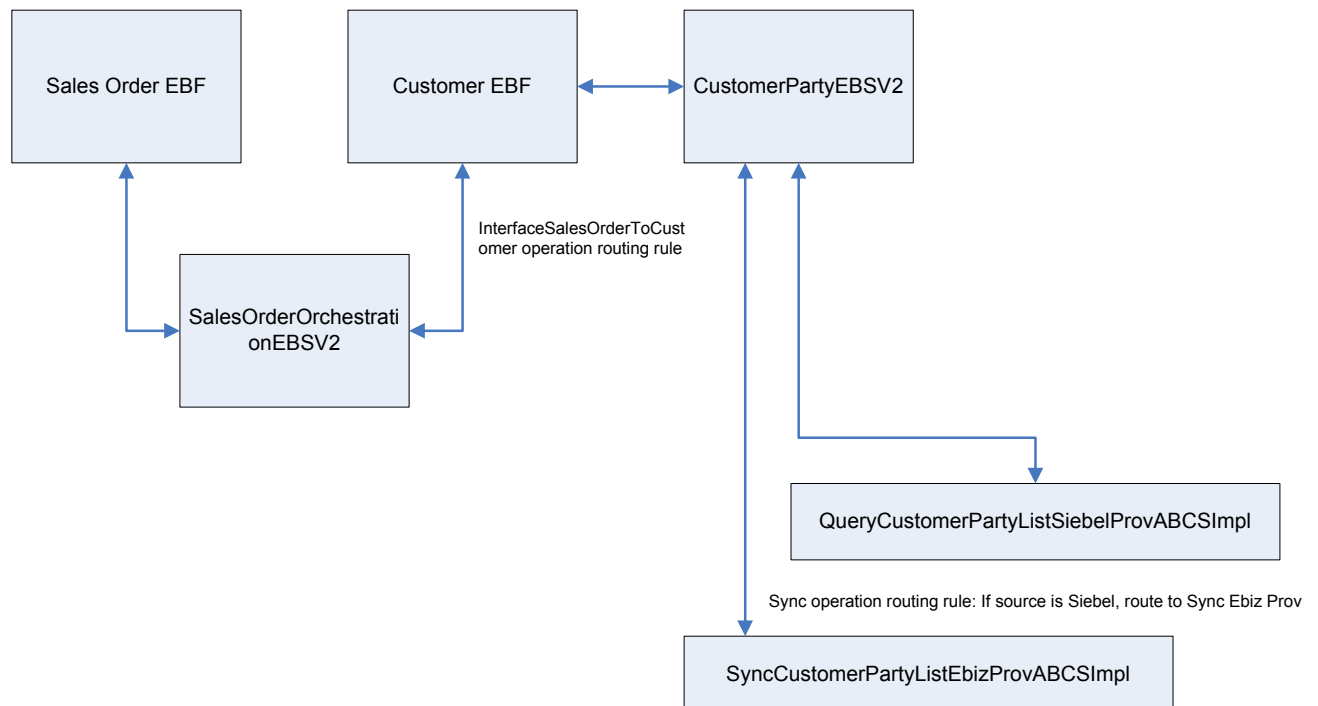 Sales Order EBF
Customer EBF
CustomerPartyEBSV2
InterfaceSalesOrderToCust
omer operation routing rule
SalesOrderOrchestrati
onEBSV2
QueryCustomerPartyListSiebelProvABCSImpl
Sync operation routing rule: If source is Siebel, route to Sync Ebiz Prov
SyncCustomerPartyListEbizProvABCSImpl